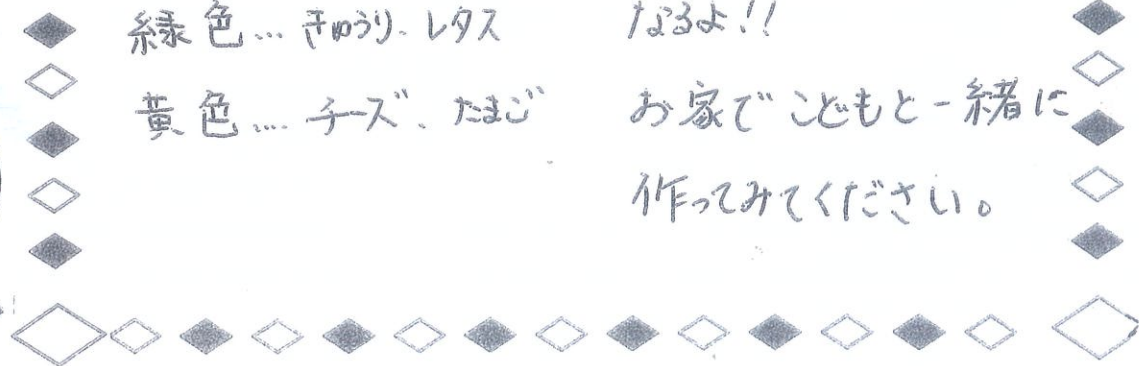 緑色… きゅうり、レタス
黄色… チーズ、たまご
なるよ!!
お家でこどもと一緒に
作ってみてください。